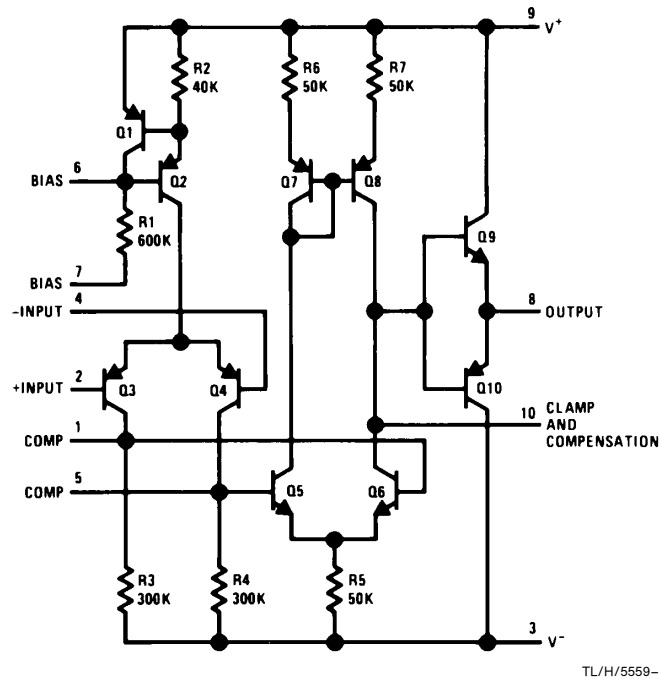 9
V⁺
R2
40K
R6
50K
R7
50K
Q1
6
BIAS
Q2
Q7
Q8
R1
600K
Q9
7
BIAS
4
−INPUT
8
OUTPUT
2
+INPUT
Q3
Q4
Q10
1
COMP
10 CLAMP
AND
COMPENSATION
5
COMP
Q5
Q6
R3
300K
R4
300K
R5
50K
3
V⁻
TL/H/5559–